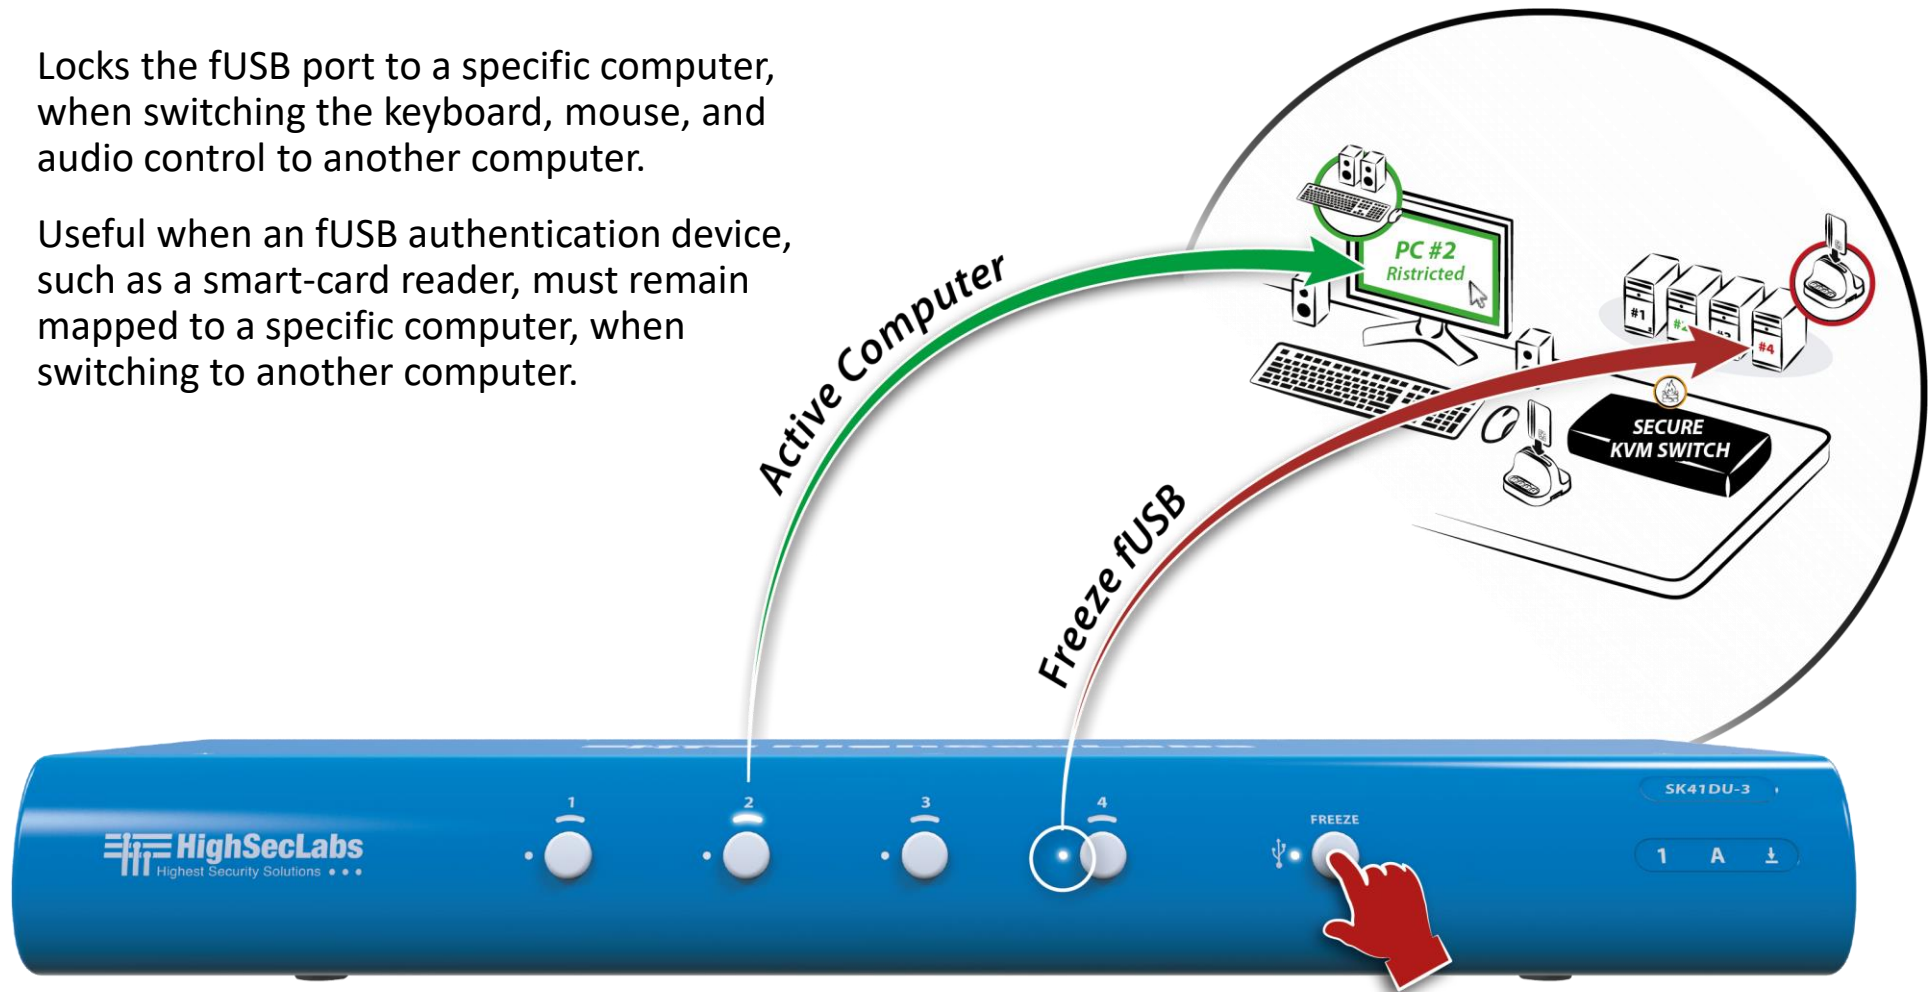 Locks the fUSB port to a specific computer,
when switching the keyboard, mouse, and
audio control to another computer.
Useful when an fUSB authentication device,
such as a smart-card reader, must remain
mapped to a specific computer, when
switching to another computer.
Active Computer
Freeze fUSB
PC #2
Ristricted
#1
#4
SECURE
KVM SWITCH
HighSecLabs
Highest Security Solutions
1
2
3
4
FREEZE
SK41DU-3
1 A